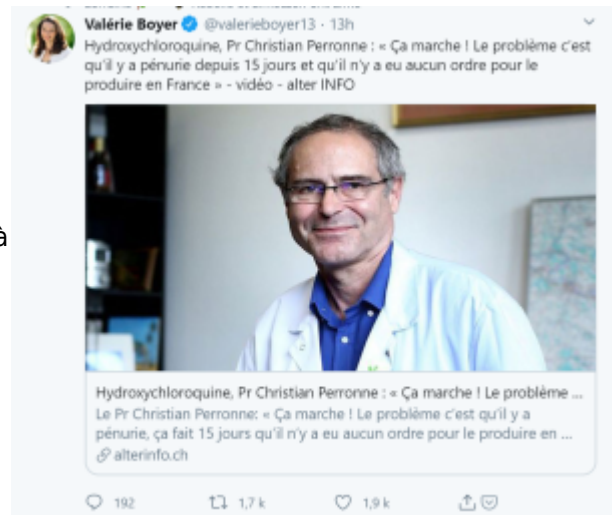 Valérie Boyer @valerieboyer13 · 13h
Hydroxychloroquine, Pr Christian Perronne : « Ça marche ! Le problème c'est
qu'il y a pénurie depuis 15 jours et qu'il n'y a eu aucun ordre pour le
produire en France » - vidéo - alter INFO
à
Hydroxychloroquine, Pr Christian Perronne : « Ça marche ! Le problème ...
Le Pr Christian Perronne: « Ça marche ! Le problème c'est qu'il y a
pénurie, ça fait 15 jours qu'il n'y a eu aucun ordre pour le produire en ...
alterinfo.ch
192 1,7 k 1,9 k